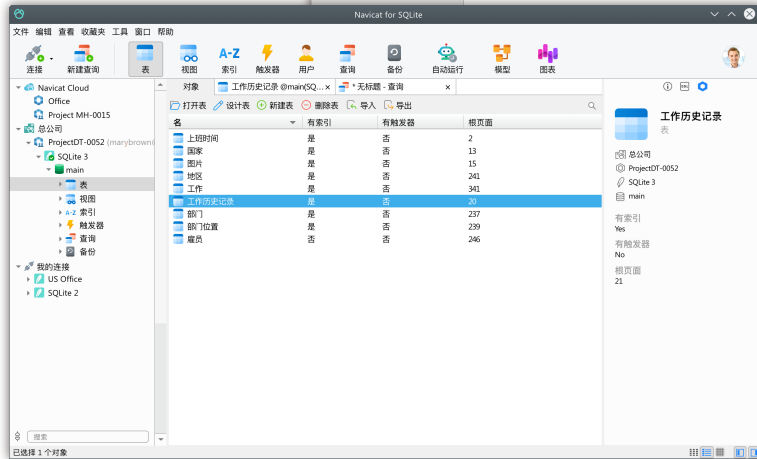 Navicat for SQLite
文件 编辑 查看 收藏夹 工具 窗口 帮助
连接 新建查询 表 视图 A-Z 索引 触发器 用户 查询 备份 自动运行 模型 图表
Navicat Cloud
Office
Project MH-0015
总公司
ProjectDT-0052 (marybrown
SQLite 3
main
表
视图
A-Z 索引
触发器
查询
备份
我的连接
US Office
SQLite 2
搜索
已选择 1 个对象
对象 工作历史记录 @main(SQ... × * 无标题 - 查询 ×
打开表 设计表 新建表 删除表 导入 导出
名 有索引 有触发器 根页面
上班时间 是 否 2
国家 是 否 13
图片 是 否 15
地区 是 否 241
工作 是 否 341
工作历史记录 是 否 20
部门 是 否 237
部门位置 是 否 239
雇员 否 否 246
工作历史记录
表
总公司
ProjectDT-0052
SQLite 3
main
有索引
Yes
有触发器
No
根页面
21